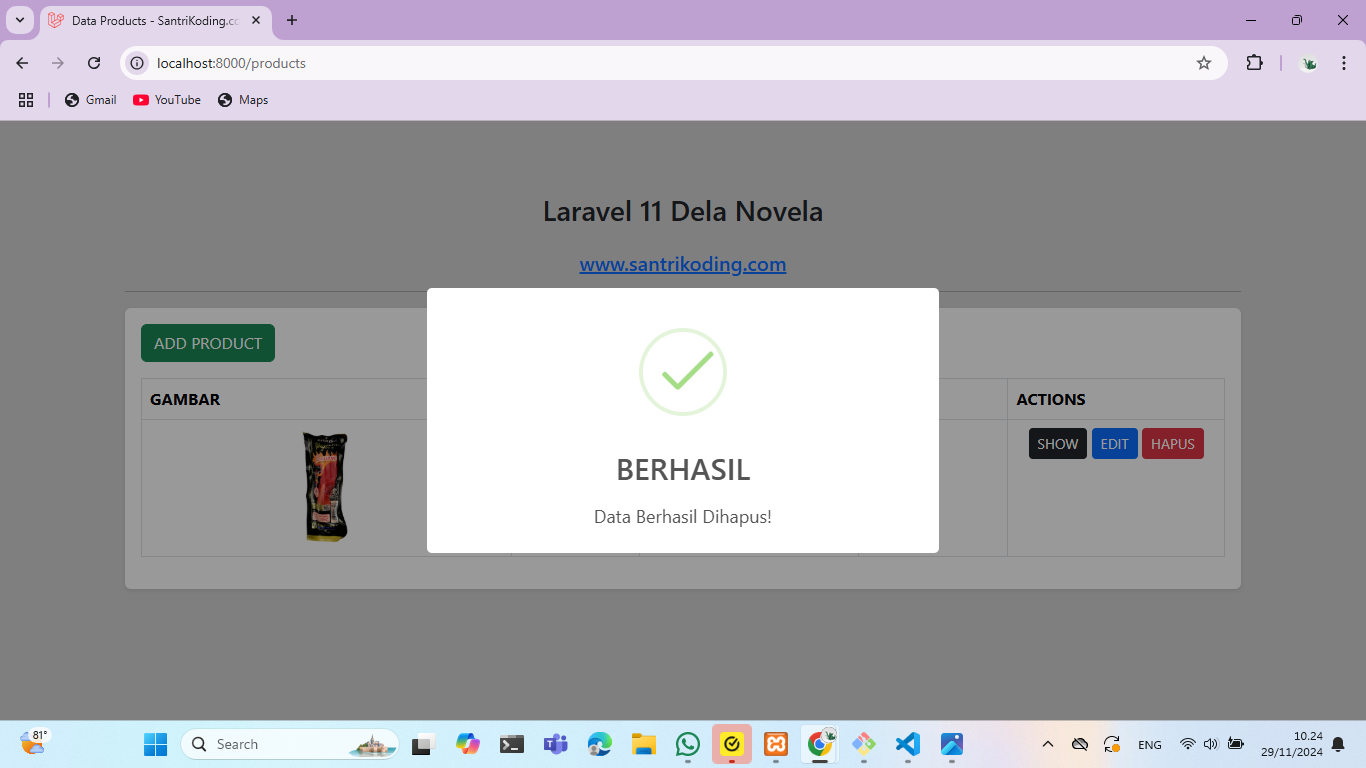 Data Products - SantriKoding.co
localhost:8000/products
Gmail
YouTube
Maps
Laravel 11 Dela Novela
www.santrikoding.com
ADD PRODUCT
GAMBAR
ACTIONS
SHOW
EDIT
HAPUS
BERHASIL
Data Berhasil Dihapus!
81°
Search
ENG
10.24
29/11/2024